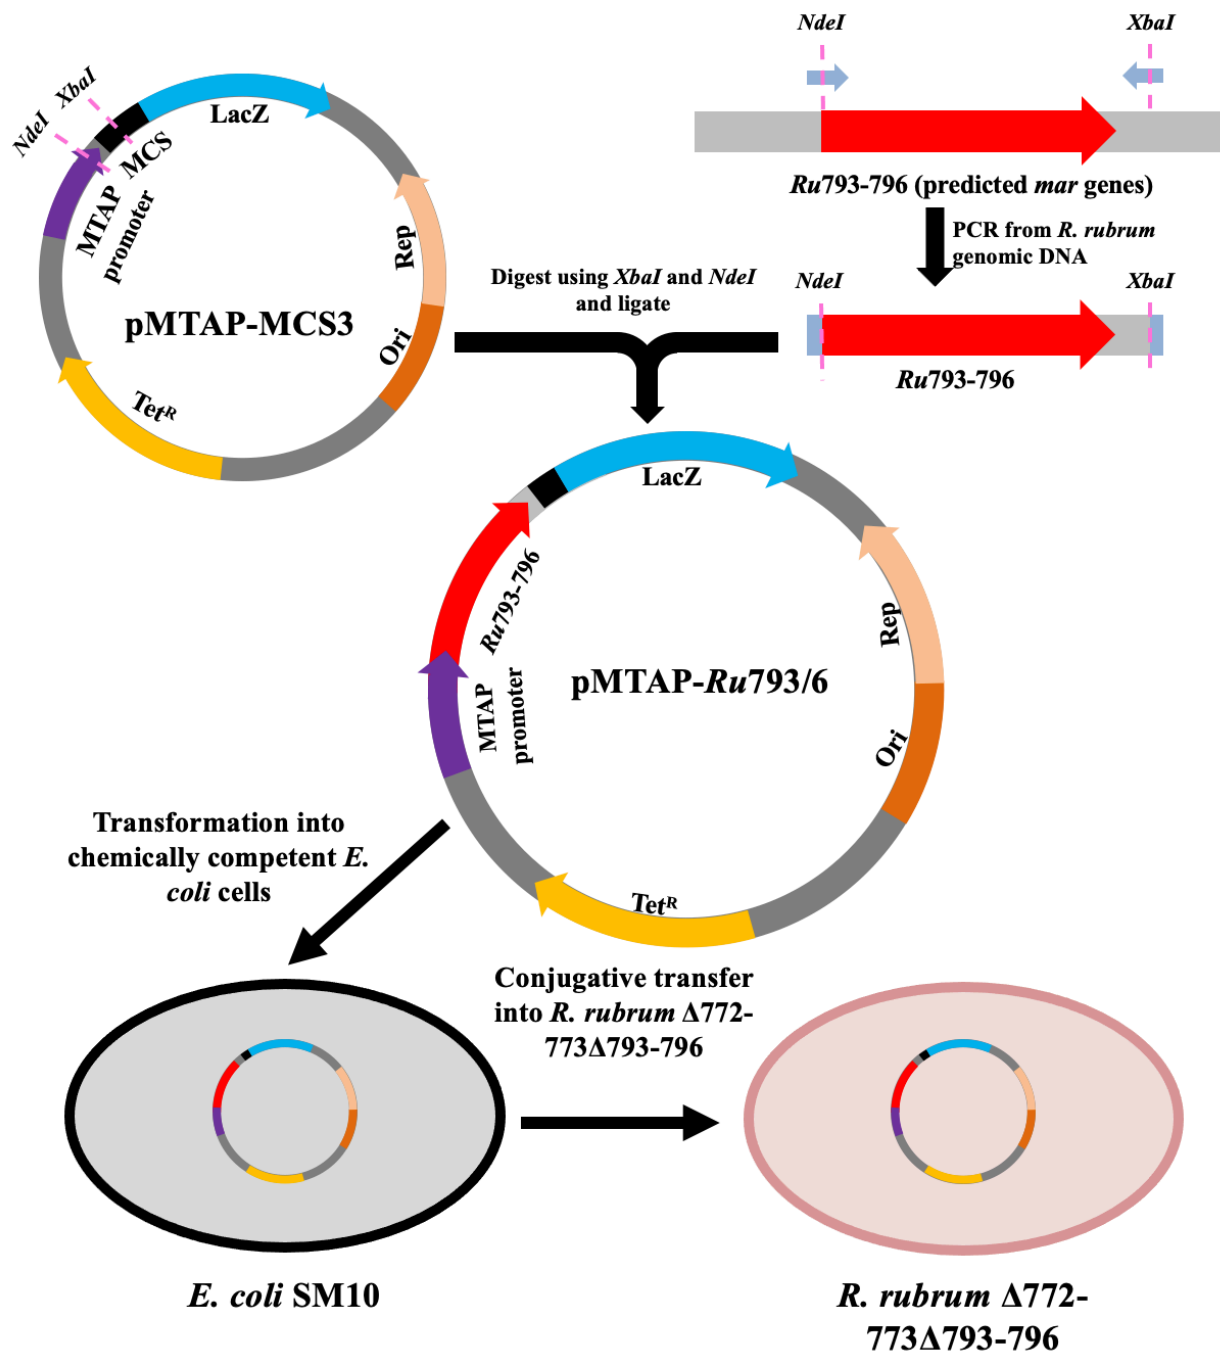 NdeI
XbaI
LacZ
MCS
MTAP
promoter
Rep
Ori
pMTAP-MCS3
Tetᴿ
NdeI
XbaI
Ru793-796 (predicted mar genes)
PCR from R. rubrum
genomic DNA
NdeI
XbaI
Ru793-796
Digest using XbaI and NdeI
and ligate
LacZ
Ru793-796
MTAP
promoter
Rep
Ori
pMTAP-Ru793/6
Tetᴿ
Transformation into
chemically competent E.
coli cells
Conjugative transfer
into R. rubrum Δ772-
773Δ793-796
E. coli SM10
R. rubrum Δ772-
773Δ793-796